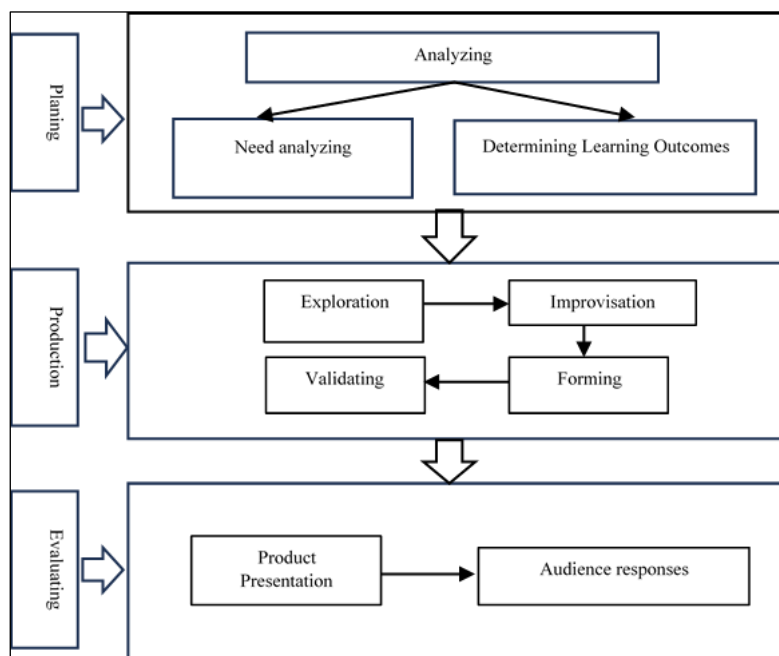 Planing
Analyzing
Need analyzing
Determining Learning Outcomes
Production
Exploration
Improvisation
Validating
Forming
Evaluating
Product
Presentation
Audience responses